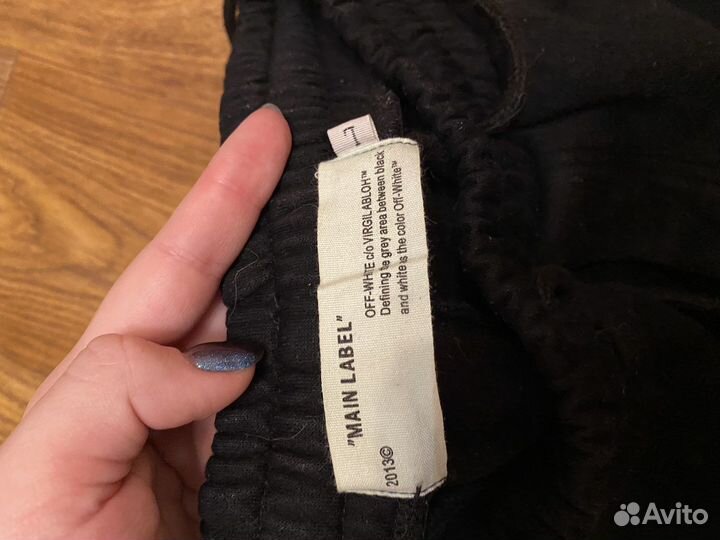 L
OFF-WHITE c/o VIRGIL ABLOH™
Defining the grey area between black
and white is the color Off-White™
"MAIN LABEL"
2013©
Avito